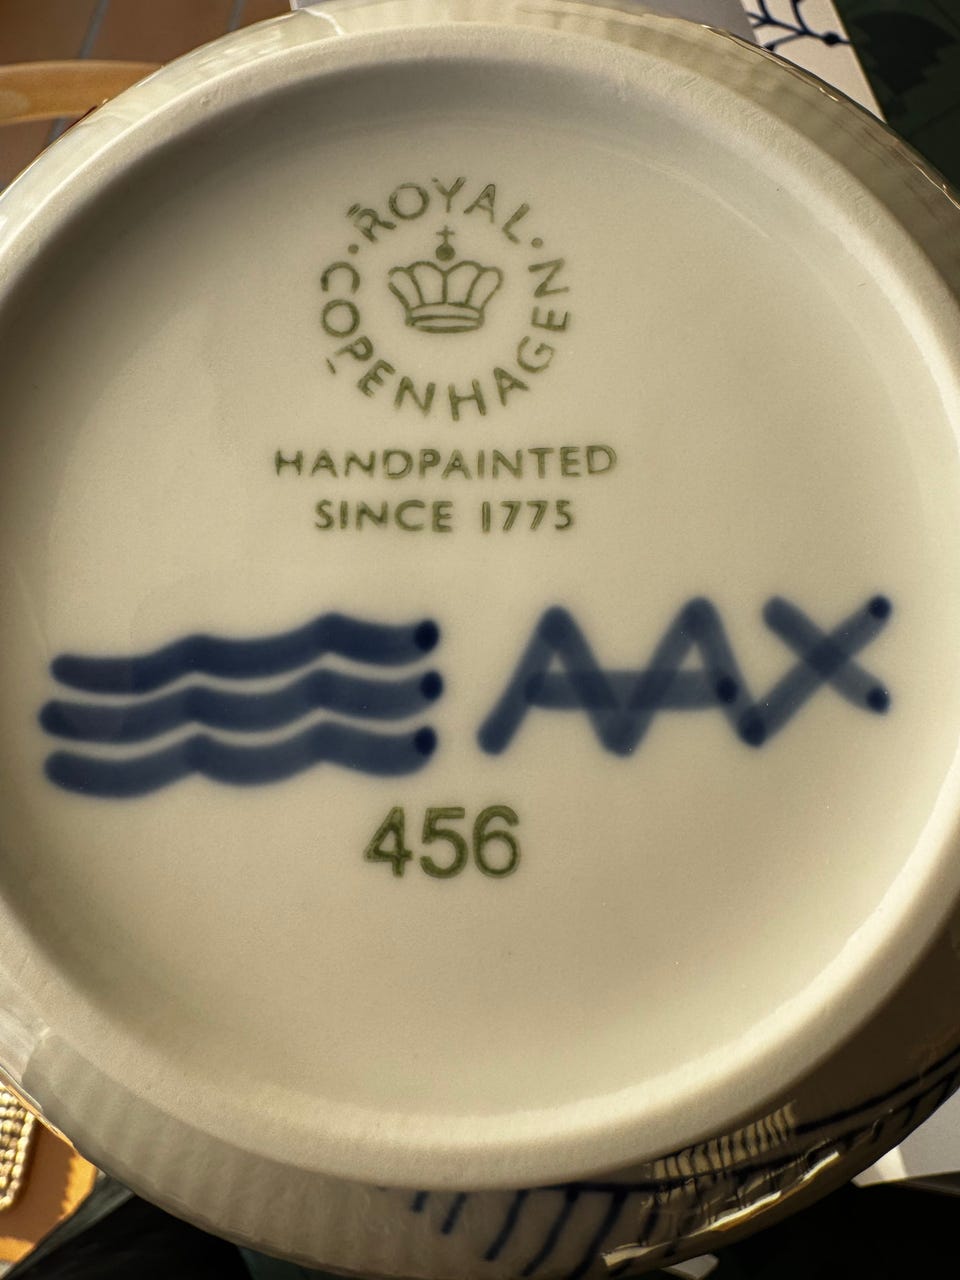 ROYAL · COPENHAGEN ·
HANDPAINTED
SINCE 1775
AAX
456